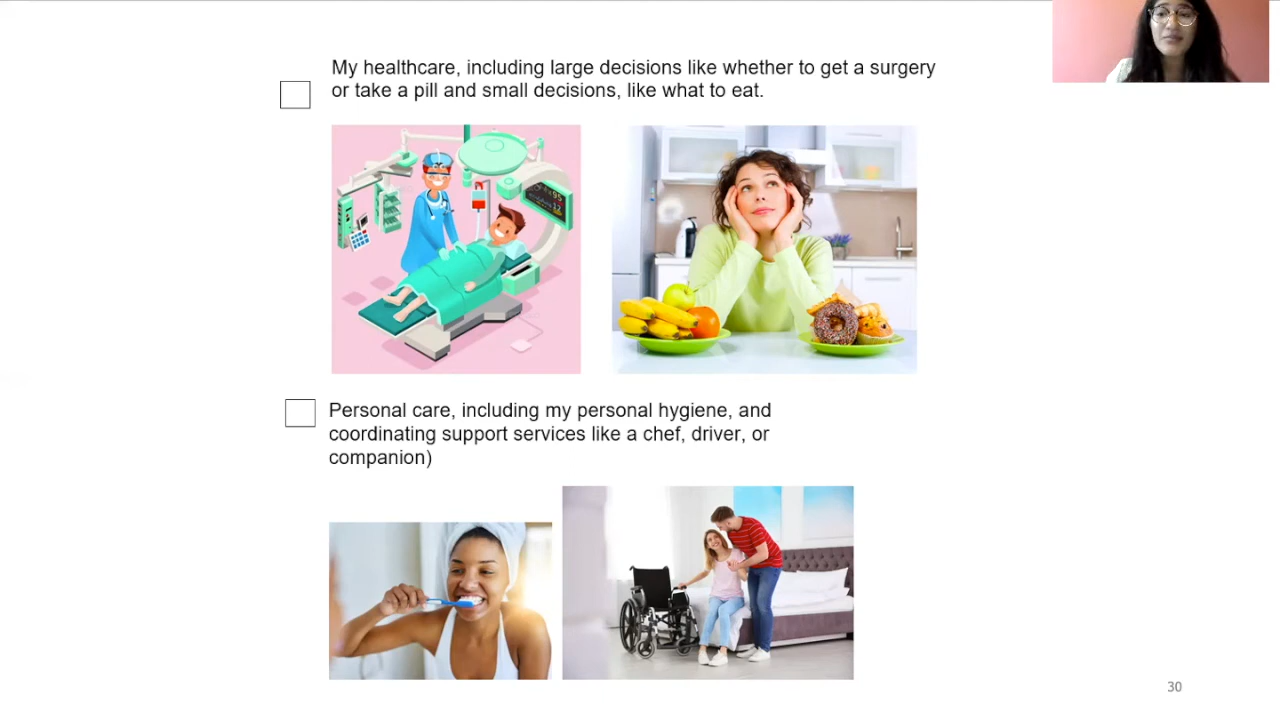 My healthcare, including large decisions like whether to get a surgery
or take a pill and small decisions, like what to eat.
Personal care, including my personal hygiene, and
coordinating support services like a chef, driver, or
companion)
30